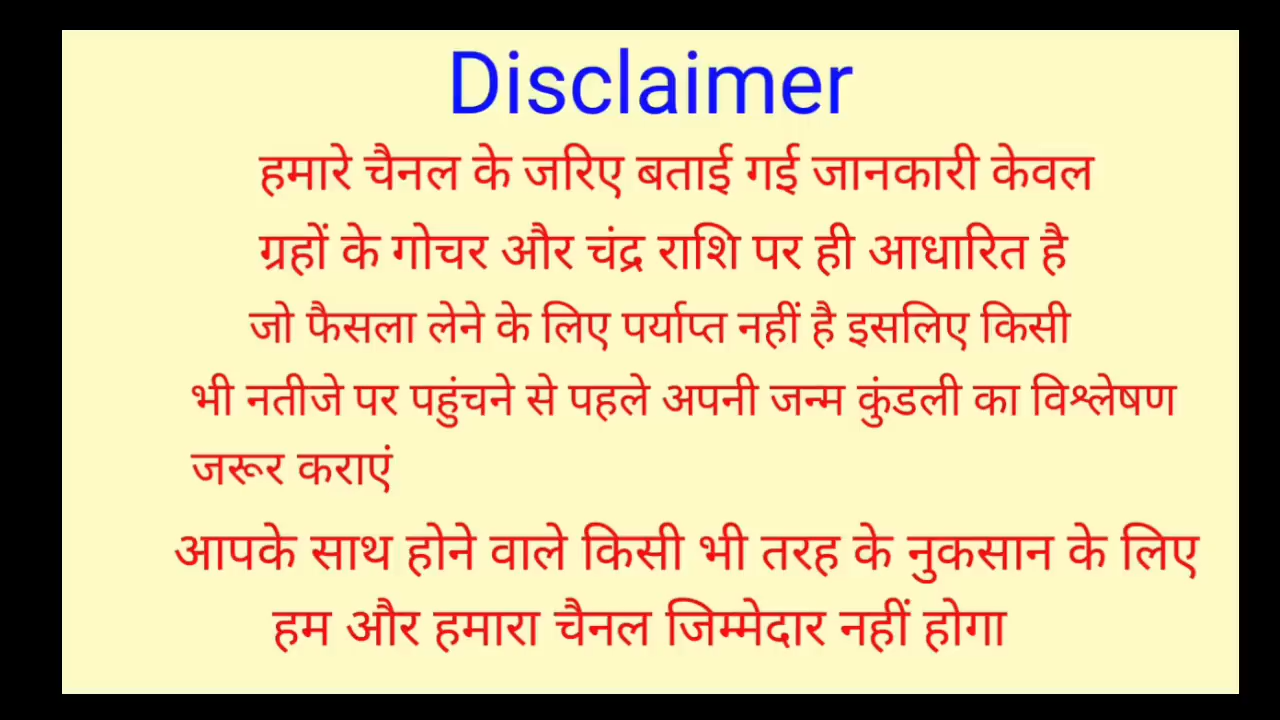 Disclaimer
हमारे चैनल के जरिए बताई गई जानकारी केवल
ग्रहों के गोचर और चंद्र राशि पर ही आधारित है
जो फैसला लेने के लिए पर्याप्त नहीं है इसलिए किसी
भी नतीजे पर पहुंचने से पहले अपनी जन्म कुंडली का विश्लेषण
जरूर कराएं
आपके साथ होने वाले किसी भी तरह के नुकसान के लिए
हम और हमारा चैनल जिम्मेदार नहीं होगा